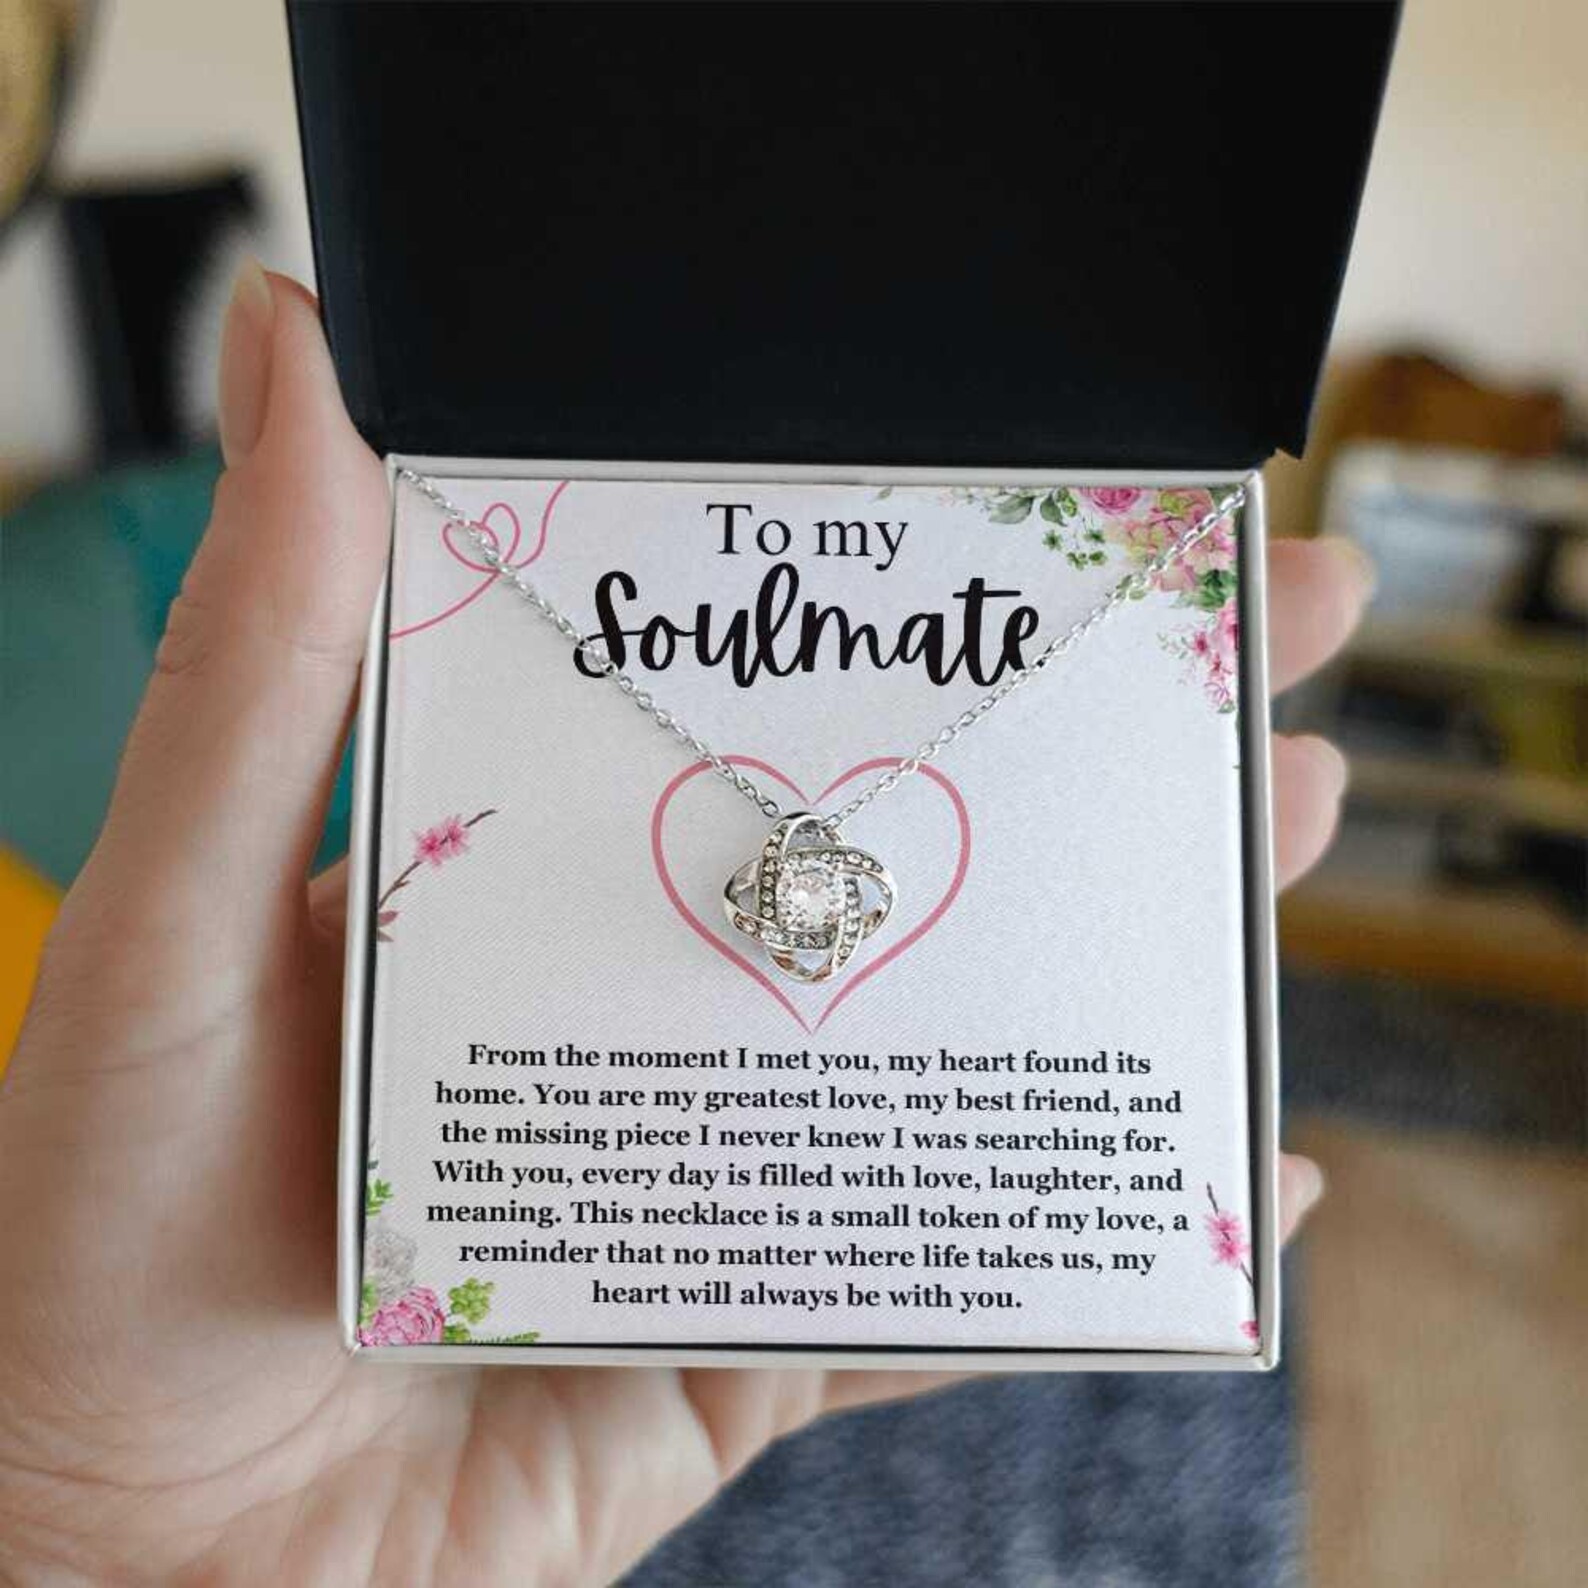 To my
Soulmate
From the moment I met you, my heart found its
home. You are my greatest love, my best friend, and
the missing piece I never knew I was searching for.
With you, every day is filled with love, laughter, and
meaning. This necklace is a small token of my love, a
reminder that no matter where life takes us, my
heart will always be with you.